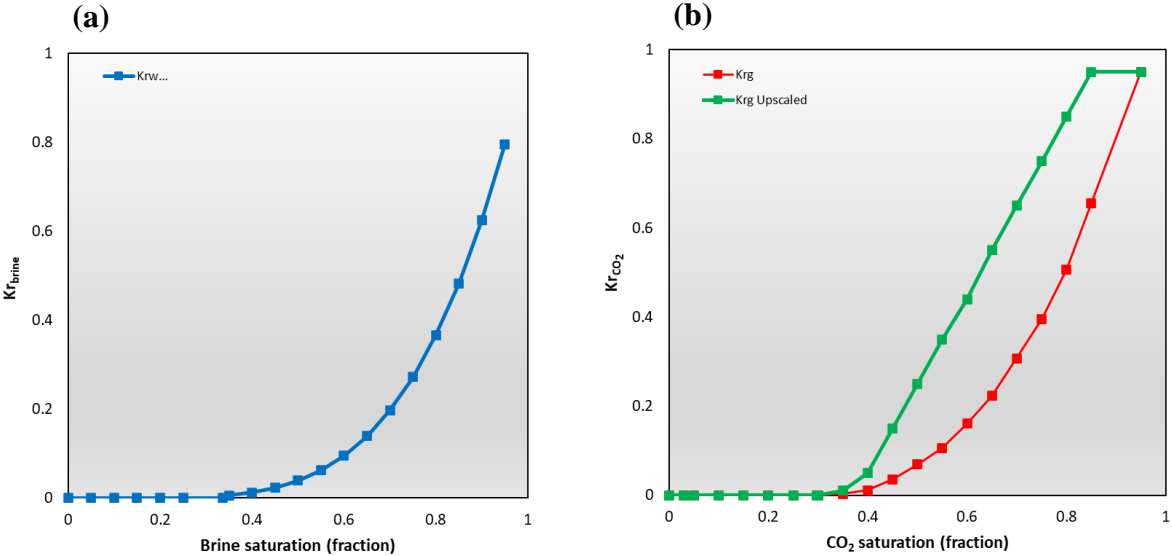 (a)
1
0.8
0.6
0.4
0.2
0
0 0.2 0.4 0.6 0.8 1
Krw...
Kr_brine
Brine saturation (fraction)
(b)
1
0.8
0.6
0.4
0.2
0
0 0.2 0.4 0.6 0.8 1
Krg
Krg Upscaled
Kr_CO₂
CO₂ saturation (fraction)